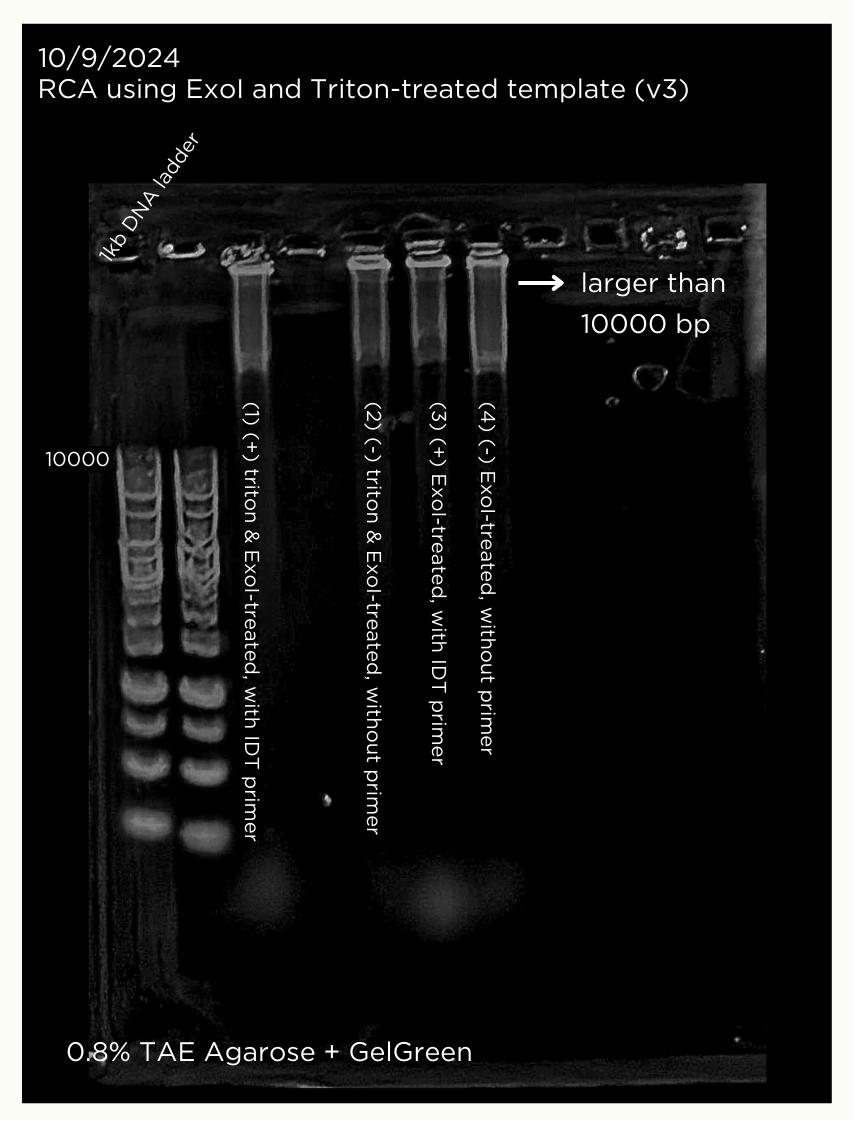 10/9/2024
RCA using ExoI and Triton-treated template (v3)
1kb DNA ladder
larger than
10000 bp
10000
(1) (+) triton & ExoI-treated, with IDT primer
(2) (-) triton & ExoI-treated, without primer
(3) (+) ExoI-treated, with IDT primer
(4) (-) ExoI-treated, without primer
0.8% TAE Agarose + GelGreen